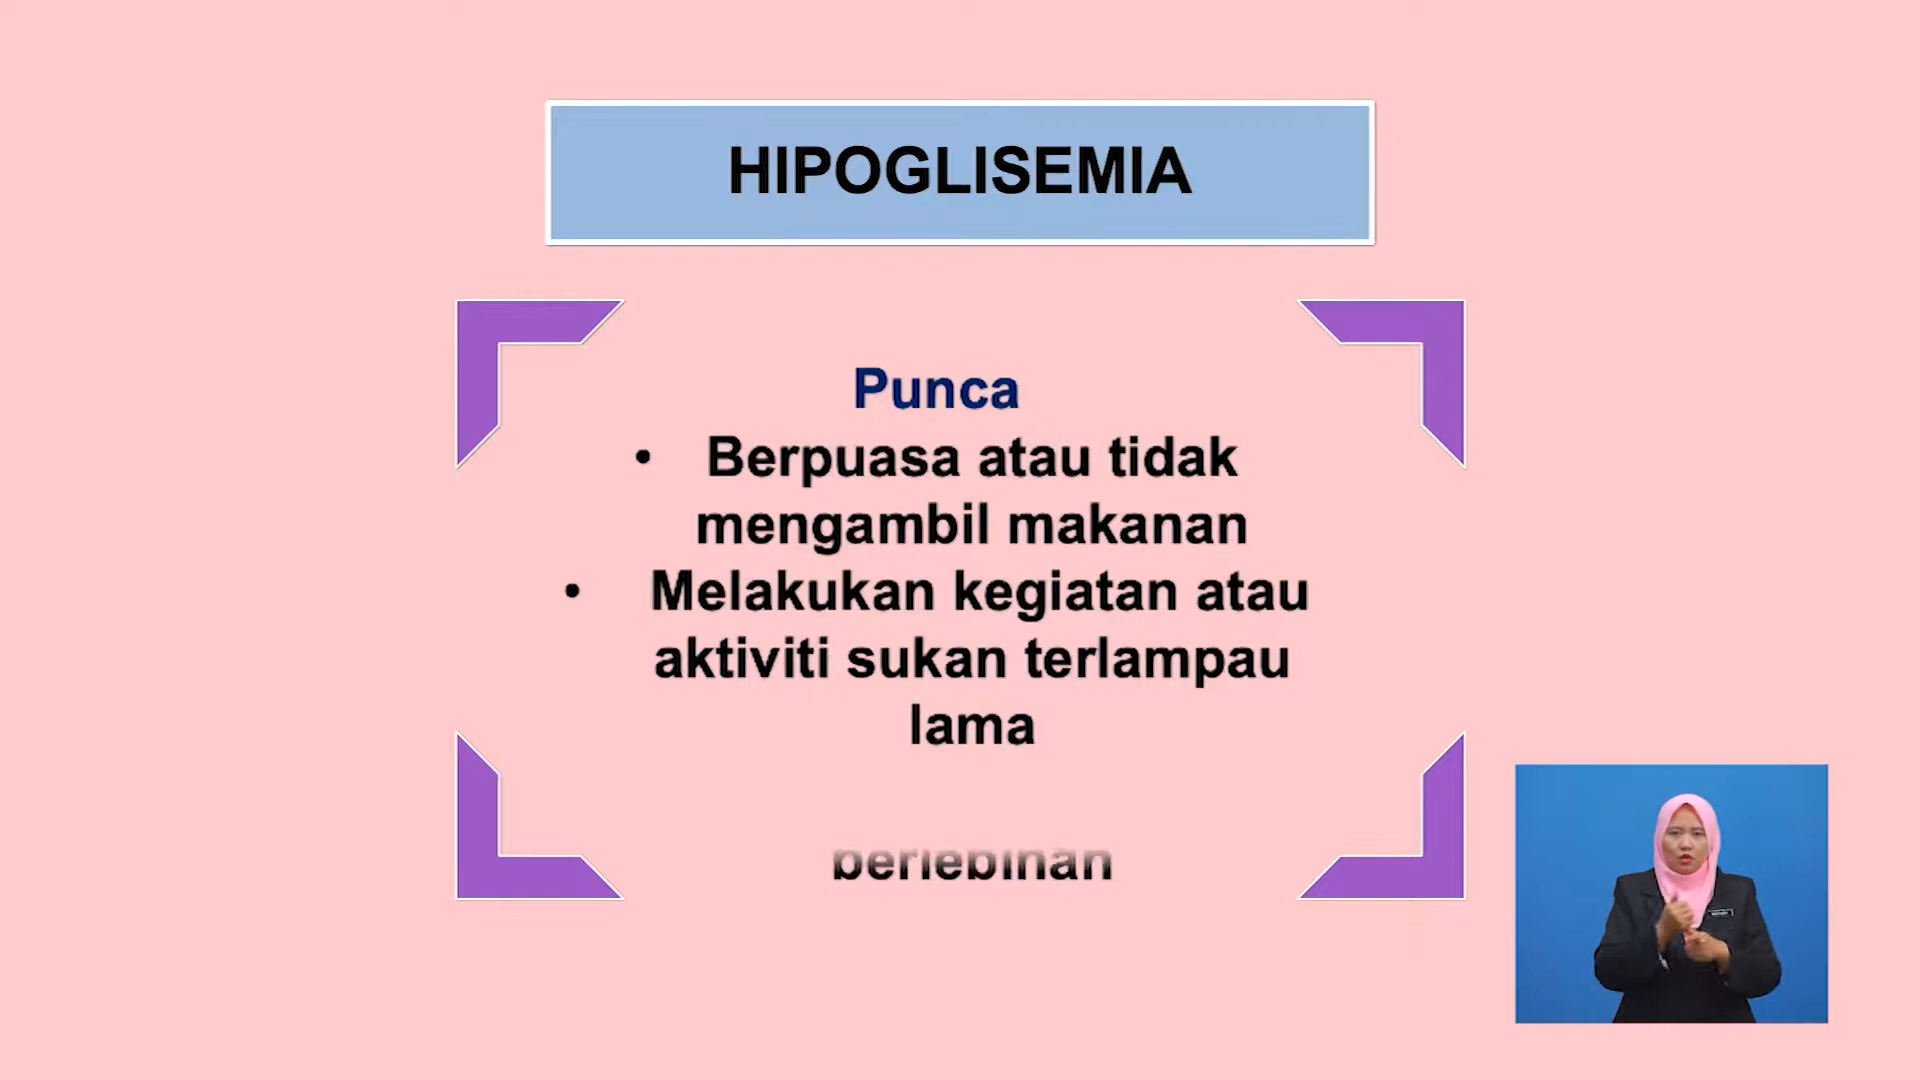 HIPOGLISEMIA
Punca
• Berpuasa atau tidak
mengambil makanan
• Melakukan kegiatan atau
aktiviti sukan terlampau
lama
berlebihan